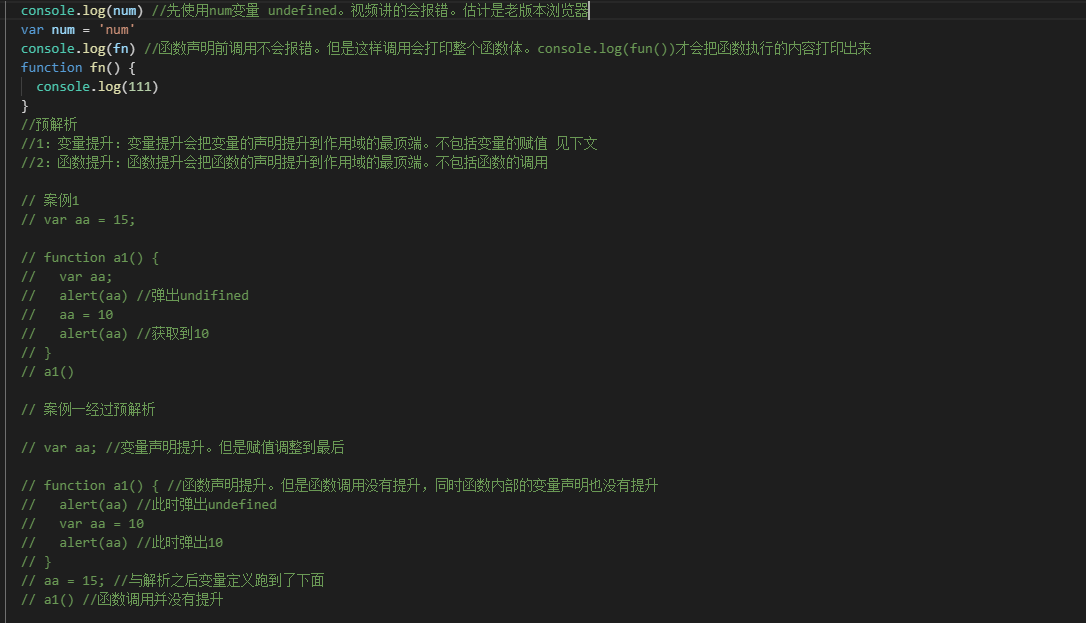 console.log(num) //先使用num变量 undefined。视频讲的会报错。估计是老版本浏览器
var num = 'num'
console.log(fn) //函数声明前调用不会报错。但是这样调用会打印整个函数体。console.log(fun())才会把函数执行的内容打印出来
function fn() {
  console.log(111)
}
//预解析
//1：变量提升：变量提升会把变量的声明提升到作用域的最顶端。不包括变量的赋值 见下文
//2：函数提升：函数提升会把函数的声明提升到作用域的最顶端。不包括函数的调用
// 案例1
// var aa = 15;
// function a1() {
//   var aa;
//   alert(aa) //弹出undifined
//   aa = 10
//   alert(aa) //获取到10
// }
// a1()
// 案例一经过预解析
// var aa; //变量声明提升。但是赋值调整到最后
// function a1() { //函数声明提升。但是函数调用没有提升，同时函数内部的变量声明也没有提升
//   alert(aa) //此时弹出undefined
//   var aa = 10
//   alert(aa) //此时弹出10
// }
// aa = 15; //与解析之后变量定义跑到了下面
// a1() //函数调用并没有提升